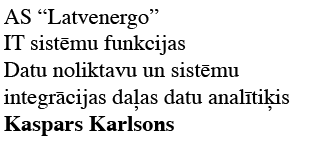 AS “Latvenergo”
IT sistēmu funkcijas
Datu noliktavu un sistēmu
integrācijas daļas datu analītiķis
Kaspars Karlsons